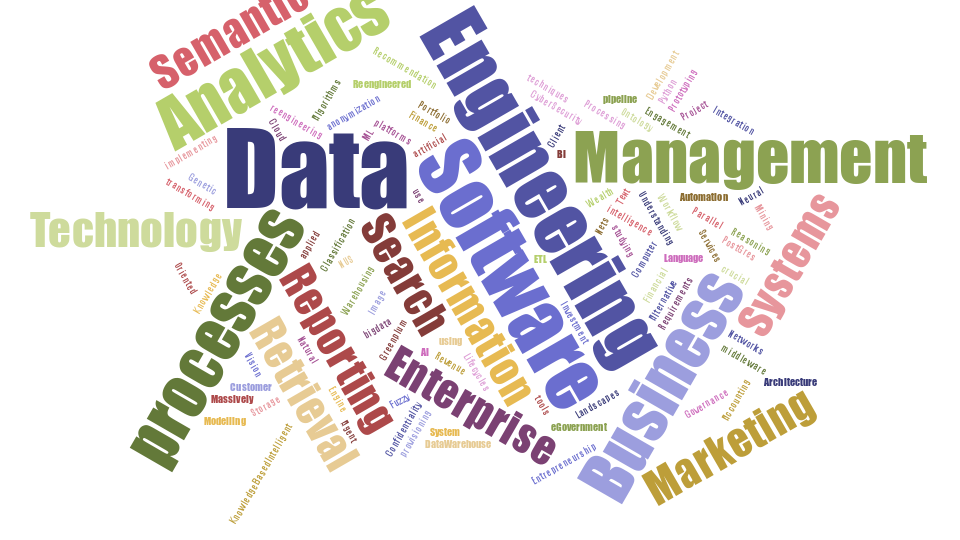 Semantic
Analytics
Engineering
Data
Management
Software
Technology
processes
Search
Information
Reporting
Retrieval
Enterprise
Business
Systems
Marketing
Recommendation
Reengineered
Algorithms
anonymization
reengineering
Cloud
ML
platforms
Portfolio
Finance
artificial
implementing
Genetic
transforming
use
applied
Classification
Warehousing
Image
bigdata
Greenplum
Oriented
Knowledge
Vision
Natural
Customer
Massively
Storage
Modelling
Engine
Agent
KnowledgeBasedIntelligent
Fuzzy
Confidentiality
provisioning
System
DataWarehouse
using
AI
Revenue
Lifecycles
tools
ETL
Investment
Landscapes
eGovernment
Entrepreneurship
techniques
CyberSecurity
Processing
pipeline
Ontology
Engagement
Development
Python
Prototyping
Project
Integration
Client
BI
Wealth
Text
intelligence
Nets
studying
Understanding
Workflow
Automation
Neural
Mining
Parallel
Services
PostGres
Reasoning
crucial
Computer
Language
Financial
Alternative
Requirements
Networks
middleware
Architecture
Accounting
Governance